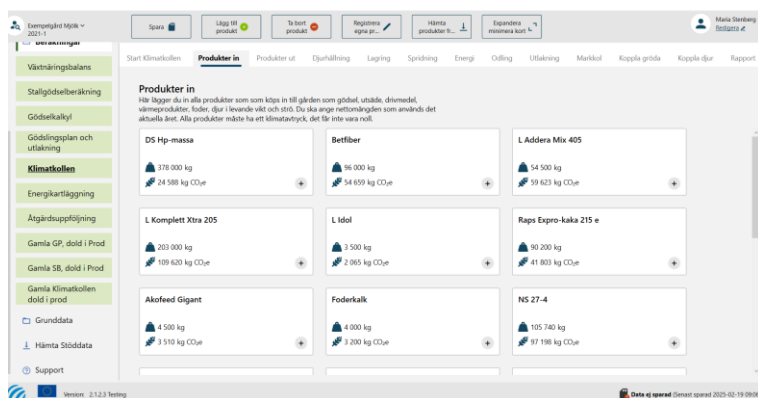 Exempelgård Mjölk
2021-1
Spara
Lägg till
produkt
Ta bort
produkt
Registrera
egna pr...
Hämta
produkter fr...
Expandera
minimera kort
Maria Stenberg
Redigera
Beräkningar
Växtnäringsbalans
Stallgödselberäkning
Gödselkalkyl
Gödslingsplan och
utlakning
Klimatkollen
Energikartläggning
Åtgärdsuppföljning
Gamla GP, dold i Prod
Gamla SB, dold i Prod
Gamla Klimatkollen
dold i prod
Grunddata
Hämta Stöddata
Support
Start Klimatkollen Produkter in Produkter ut Djurhållning Lagring Spridning Energi Odling Utlakning Markkol Koppla gröda Koppla djur Rapport
Produkter in
Här lägger du in alla produkter som som köps in till gården som gödsel, utsäde, drivmedel,
värmeprodukter, foder, djur i levande vikt och strö. Du ska ange nettomängden som används det
aktuella året. Alla produkter måste ha ett klimatavtryck, det får inte vara noll.
DS Hp-massa
378 000 kg
24 588 kg CO₂e
Betfiber
96 000 kg
54 659 kg CO₂e
L Addera Mix 405
54 500 kg
59 623 kg CO₂e
L Komplett Xtra 205
203 000 kg
109 620 kg CO₂e
L Idol
3 500 kg
2 065 kg CO₂e
Raps Expro-kaka 215 e
90 200 kg
41 803 kg CO₂e
Akofeed Gigant
4 500 kg
3 510 kg CO₂e
Foderkalk
4 000 kg
3 200 kg CO₂e
NS 27-4
105 740 kg
97 198 kg CO₂e
Version: 2.1.2.3 Testing
Data ej sparad (Senast sparad 2025-02-19 09:06